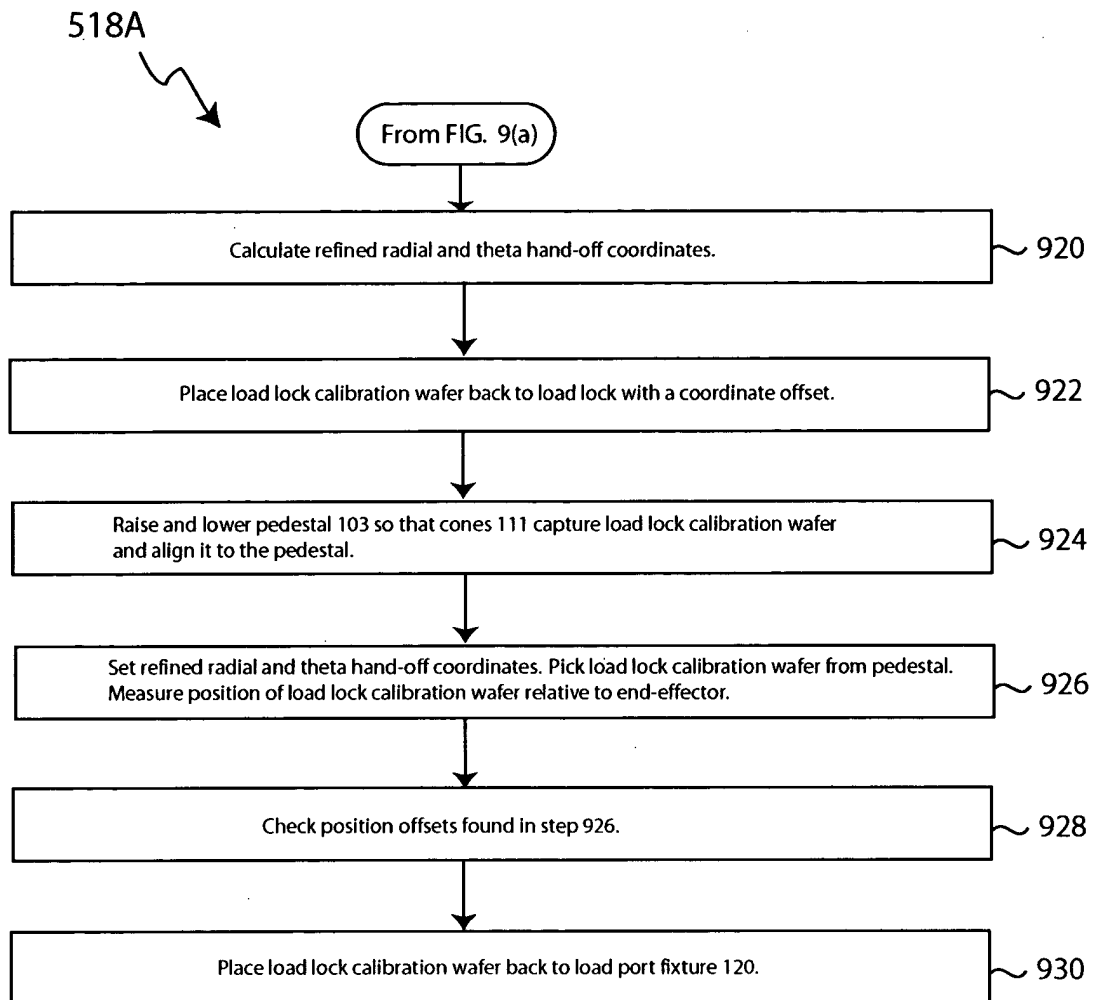 518A
From FIG. 9(a)
Calculate refined radial and theta hand-off coordinates.
920
Place load lock calibration wafer back to load lock with a coordinate offset.
922
Raise and lower pedestal 103 so that cones 111 capture load lock calibration wafer
and align it to the pedestal.
924
Set refined radial and theta hand-off coordinates. Pick load lock calibration wafer from pedestal.
Measure position of load lock calibration wafer relative to end-effector.
926
Check position offsets found in step 926.
928
Place load lock calibration wafer back to load port fixture 120.
930